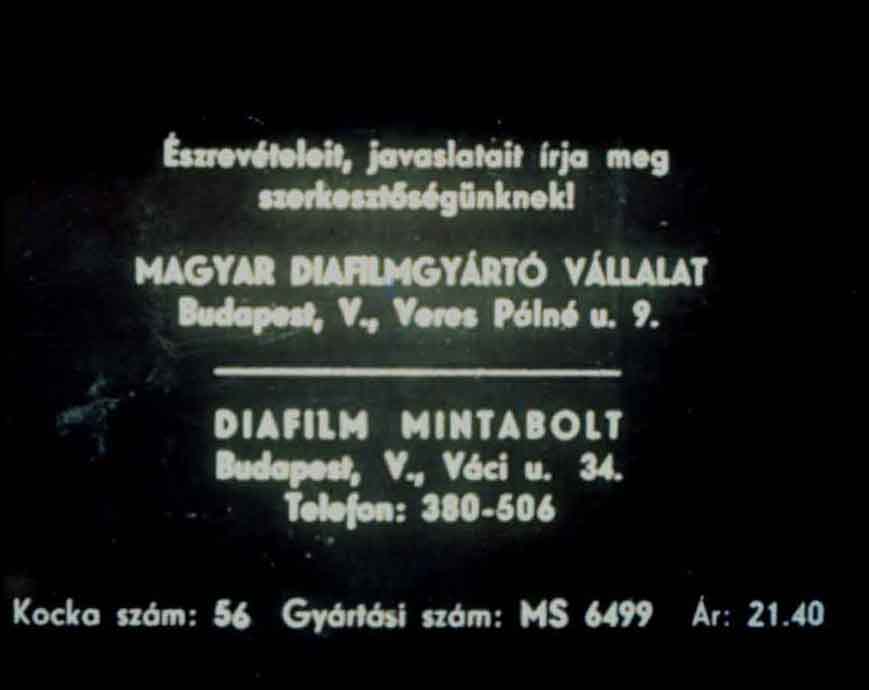 Észrevételeit, javaslatait írja meg
szerkesztőségünknek!
MAGYAR DIAFILMGYÁRTÓ VÁLLALAT
Budapest, V., Veres Pálné u. 9.
DIAFILM MINTABOLT
Budapest, V., Váci u. 34.
Telefon: 380-506
Kocka szám: 56 Gyártási szám: MS 6499 Ár: 21.40